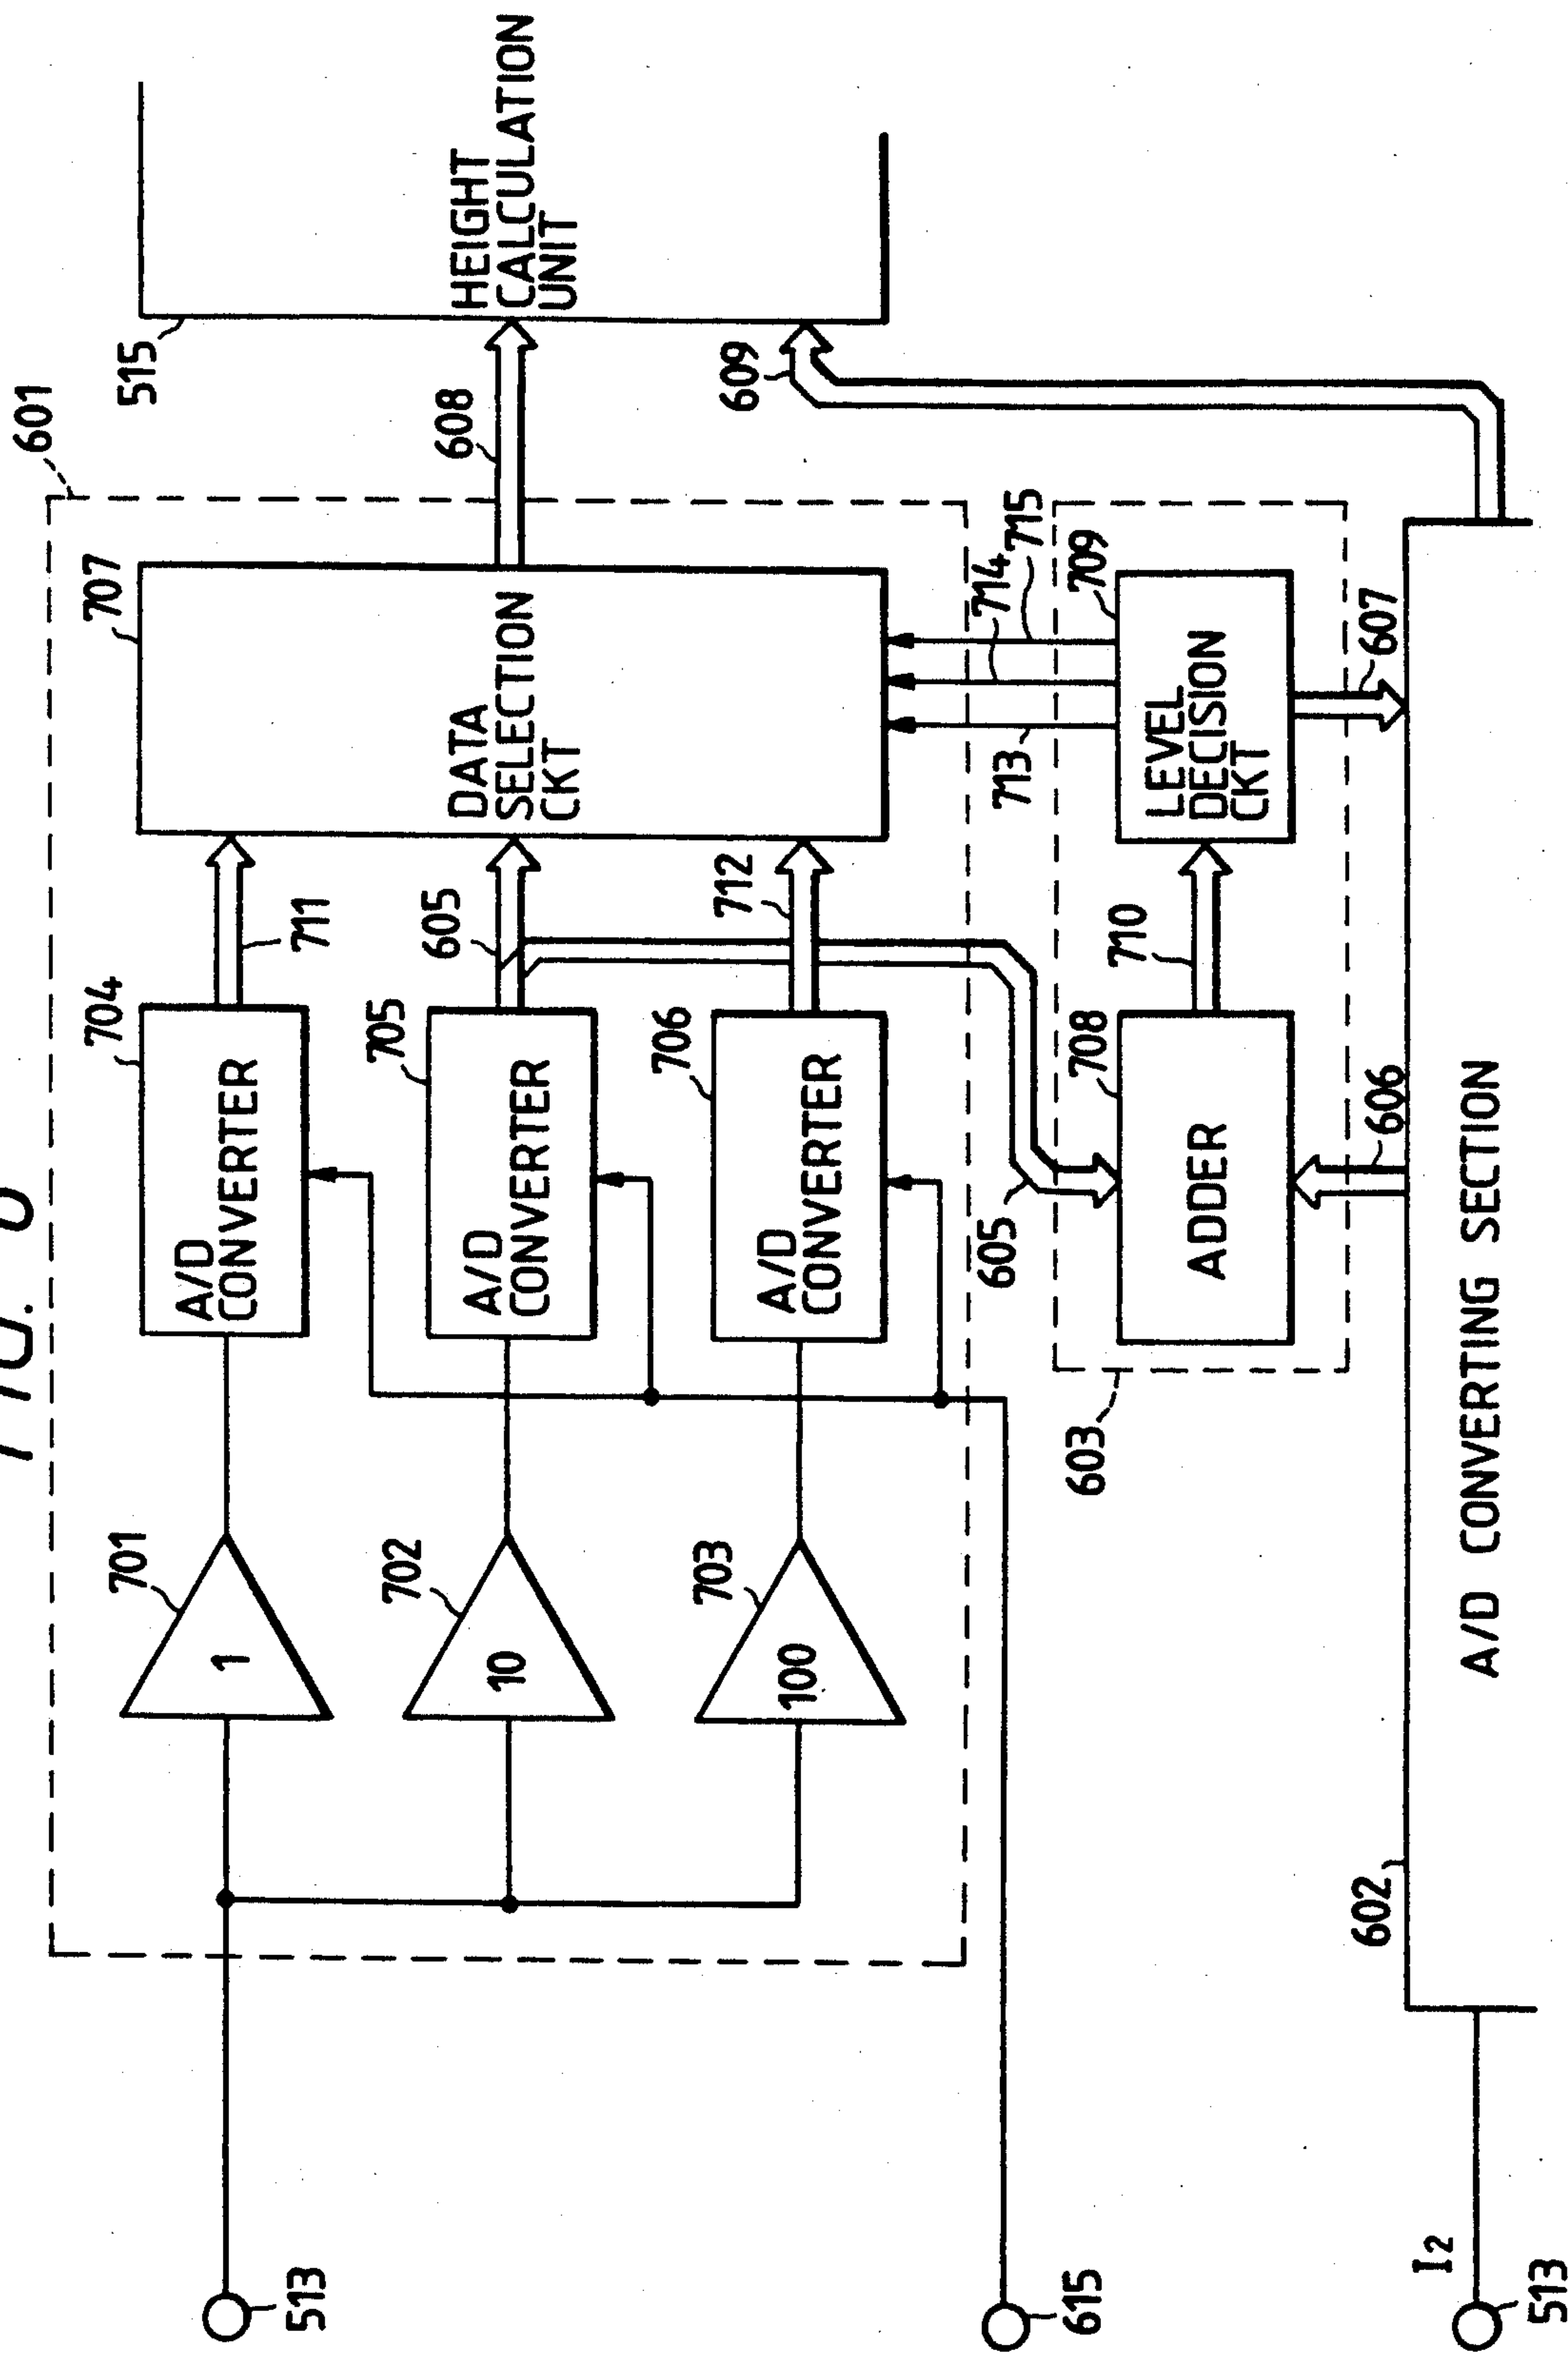 FIG.
601
701
704
707
515
1
A/D
CONVERTER
711
702
705
605
608
10
A/D
CONVERTER
DATA
SELECTION
CKT
HEIGHT
CALCULATION
UNIT
513
703
706
712
609
100
A/D
CONVERTER
605
713
714
715
615
603
708
710
709
ADDER
LEVEL
DECISION
CKT
602
606
607
I2
513
A/D CONVERTING SECTION